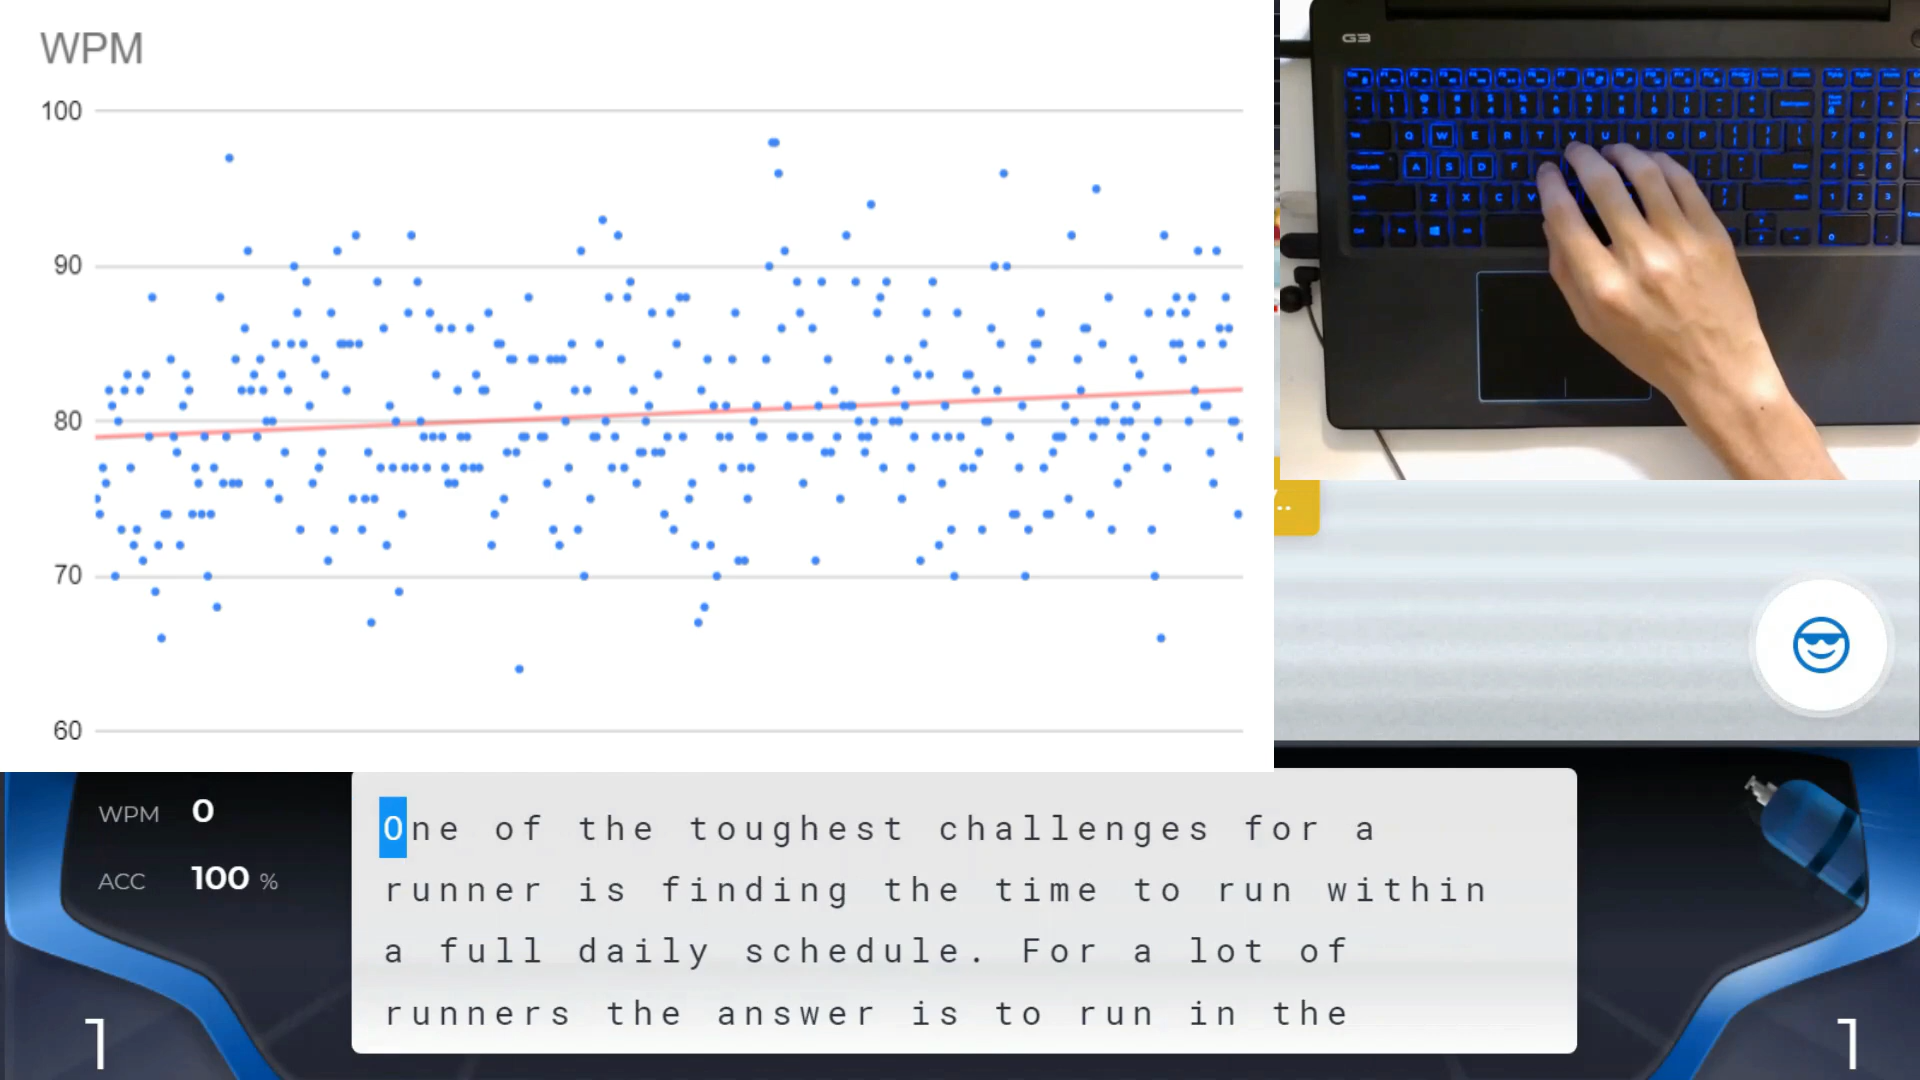 WPM
100
90
80
70
60
G3
Q W E R T Y U I O P
A S D F
Z X C V
WPM 0
ACC 100 %
One of the toughest challenges for a
runner is finding the time to run within
a full daily schedule. For a lot of
runners the answer is to run in the
1
1